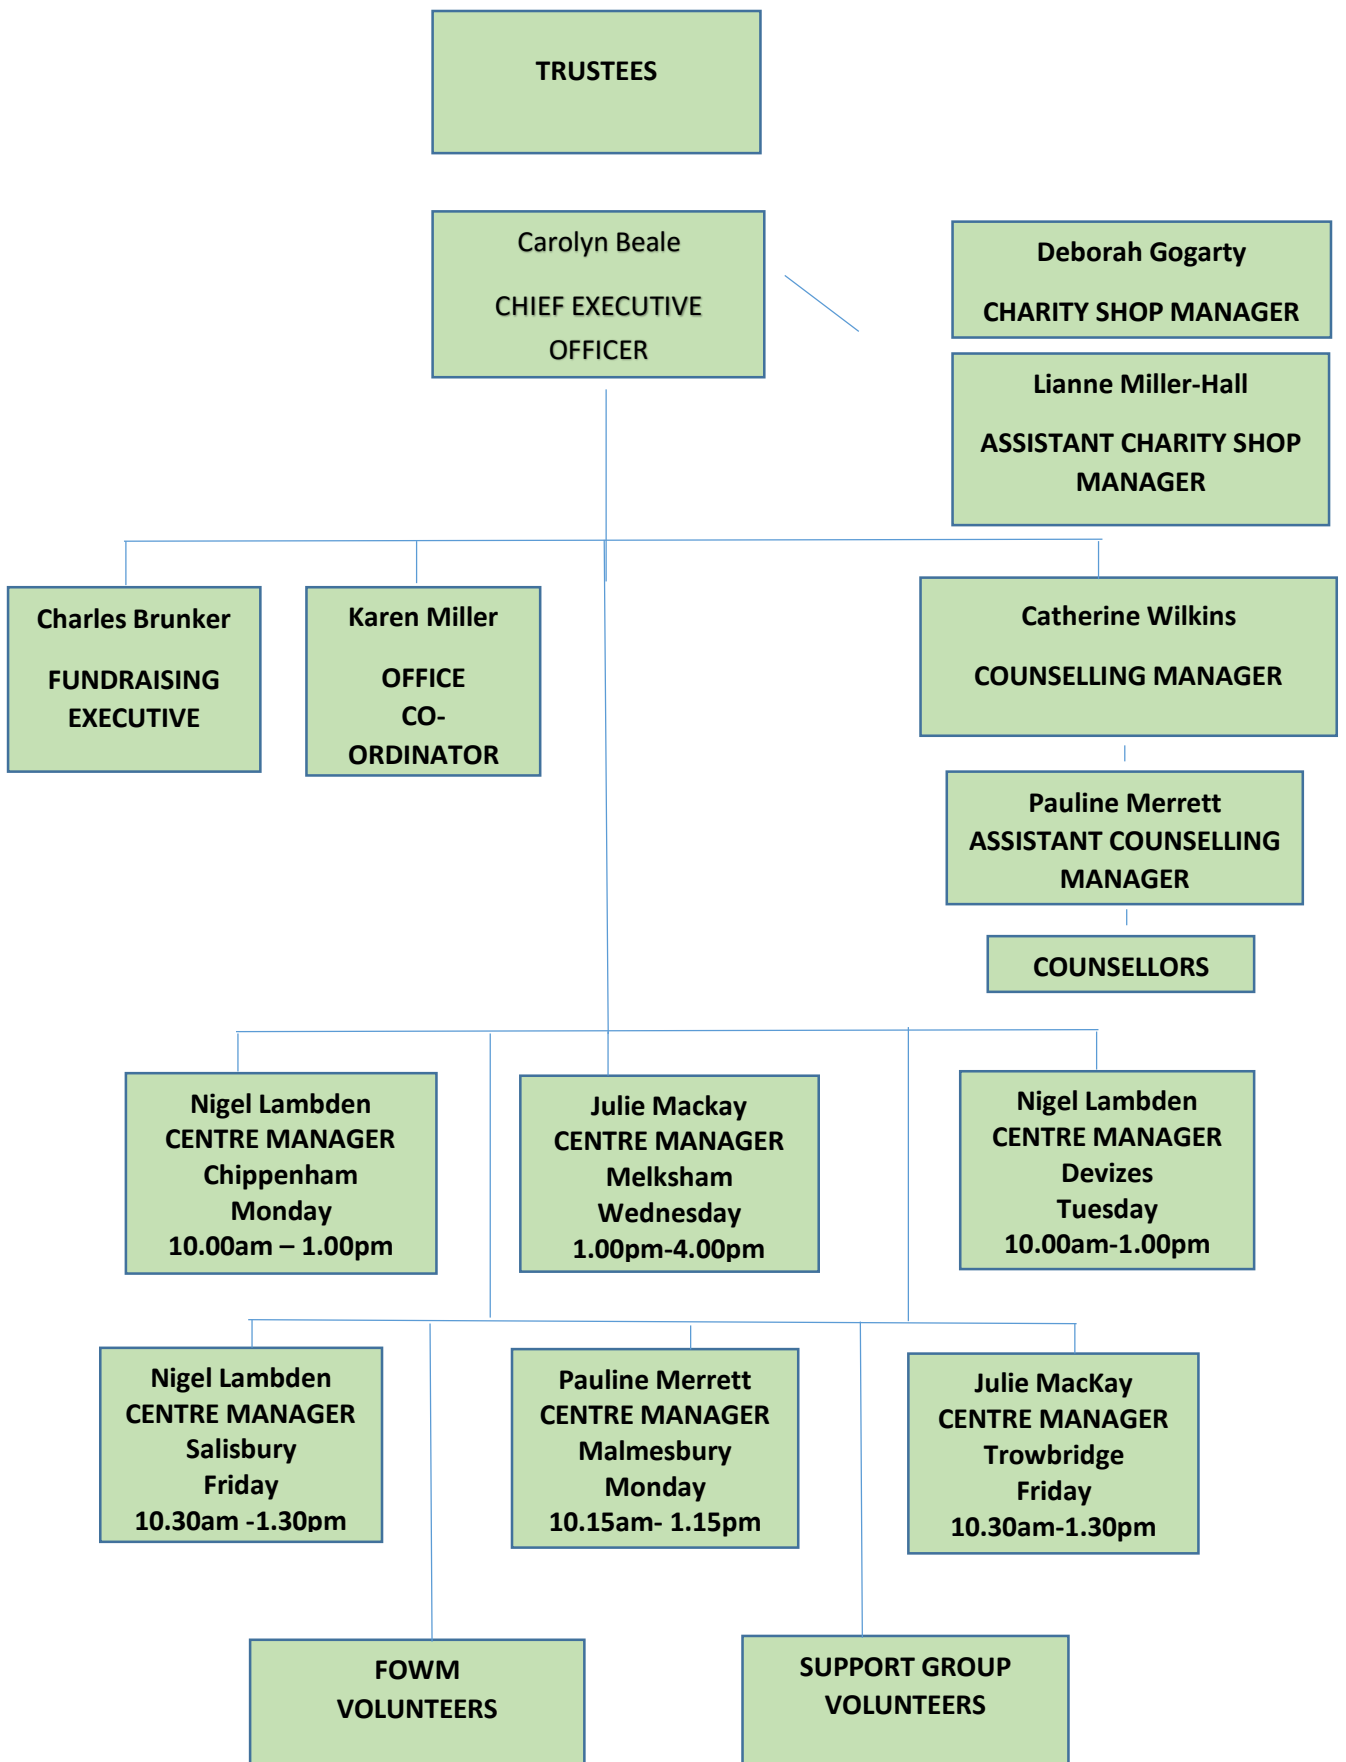 TRUSTEES
Carolyn Beale
CHIEF EXECUTIVE
OFFICER
Deborah Gogarty
CHARITY SHOP MANAGER
Lianne Miller-Hall
ASSISTANT CHARITY SHOP
MANAGER
Charles Brunker
FUNDRAISING
EXECUTIVE
Karen Miller
OFFICE
CO-
ORDINATOR
Catherine Wilkins
COUNSELLING MANAGER
Pauline Merrett
ASSISTANT COUNSELLING
MANAGER
COUNSELLORS
Nigel Lambden
CENTRE MANAGER
Chippenham
Monday
10.00am – 1.00pm
Julie Mackay
CENTRE MANAGER
Melksham
Wednesday
1.00pm-4.00pm
Nigel Lambden
CENTRE MANAGER
Devizes
Tuesday
10.00am-1.00pm
Nigel Lambden
CENTRE MANAGER
Salisbury
Friday
10.30am -1.30pm
Pauline Merrett
CENTRE MANAGER
Malmesbury
Monday
10.15am- 1.15pm
Julie MacKay
CENTRE MANAGER
Trowbridge
Friday
10.30am-1.30pm
FOWM
VOLUNTEERS
SUPPORT GROUP
VOLUNTEERS